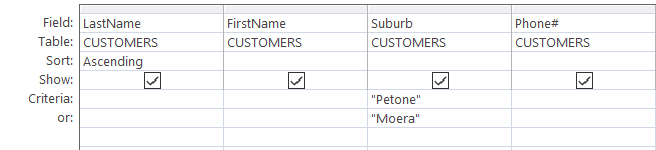 Field: LastName FirstName Suburb Phone#
Table: CUSTOMERS CUSTOMERS CUSTOMERS CUSTOMERS
Sort: Ascending
Show:
Criteria: "Petone"
or: "Moera"